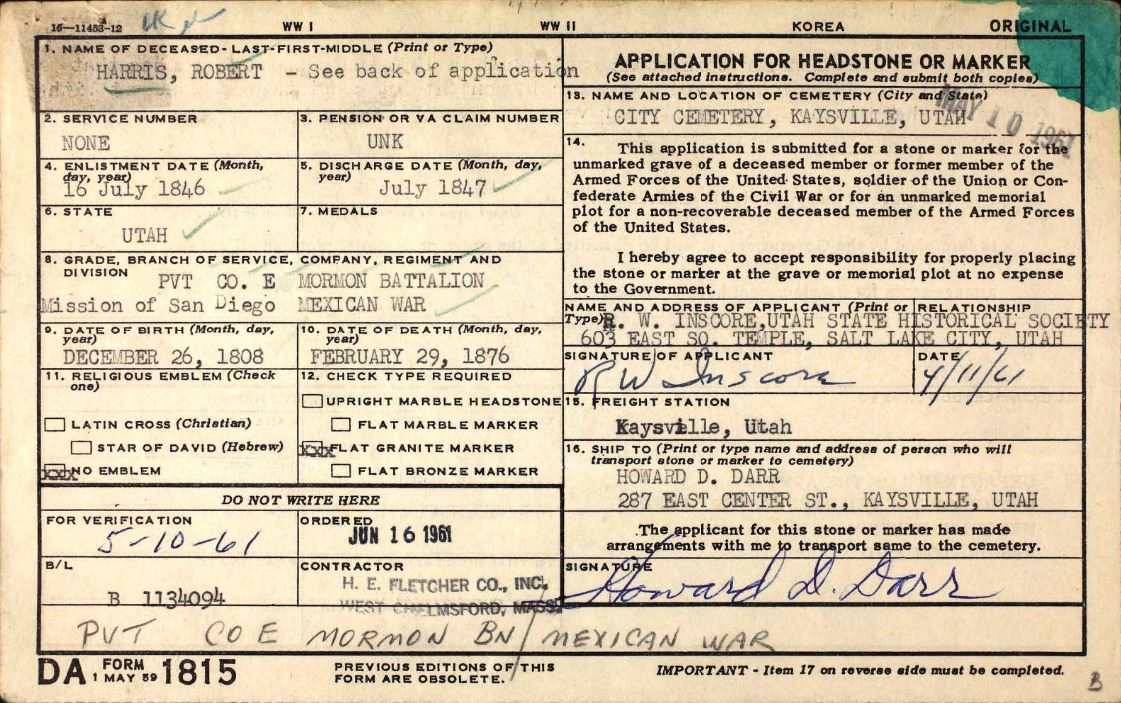 16—11453-12 WW I WW II KOREA ORIGINAL
1. NAME OF DECEASED - LAST-FIRST-MIDDLE (Print or Type)
HARRIS, ROBERT - See back of application
2. SERVICE NUMBER
NONE
3. PENSION OR VA CLAIM NUMBER
UNK
4. ENLISTMENT DATE (Month, day, year)
16 July 1846
5. DISCHARGE DATE (Month, day, year)
July 1847
6. STATE
UTAH
7. MEDALS
8. GRADE, BRANCH OF SERVICE, COMPANY, REGIMENT AND
DIVISION
PVT CO. E MORMON BATTALION
Mission of San Diego MEXICAN WAR
9. DATE OF BIRTH (Month, day, year)
DECEMBER 26, 1808
10. DATE OF DEATH (Month, day, year)
FEBRUARY 29, 1876
11. RELIGIOUS EMBLEM (Check one)
LATIN CROSS (Christian)
STAR OF DAVID (Hebrew)
XXX NO EMBLEM
12. CHECK TYPE REQUIRED
UPRIGHT MARBLE HEADSTONE
FLAT MARBLE MARKER
XXX FLAT GRANITE MARKER
FLAT BRONZE MARKER
DO NOT WRITE HERE
FOR VERIFICATION
5-10-61
ORDERED
JUN 16 1961
B/L
B 1134094
CONTRACTOR
H. E. FLETCHER CO., INC.
WEST CHELMSFORD, MASS.
APPLICATION FOR HEADSTONE OR MARKER
(See attached instructions. Complete and submit both copies)
13. NAME AND LOCATION OF CEMETERY (City and State)
CITY CEMETERY, KAYSVILLE, UTAH
MAY 10 1961
14.
This application is submitted for a stone or marker for the
unmarked grave of a deceased member or former member of the
Armed Forces of the United States, soldier of the Union or Con-
federate Armies of the Civil War or for an unmarked memorial
plot for a non-recoverable deceased member of the Armed Forces
of the United States.
I hereby agree to accept responsibility for properly placing
the stone or marker at the grave or memorial plot at no expense
to the Government.
NAME AND ADDRESS OF APPLICANT (Print or Type)
RELATIONSHIP
R. W. INSCORE, UTAH STATE HISTORICAL SOCIETY
603 EAST SO. TEMPLE, SALT LAKE CITY, UTAH
SIGNATURE OF APPLICANT
R W Inscore
DATE
4/11/61
15. FREIGHT STATION
Kaysville, Utah
16. SHIP TO (Print or type name and address of person who will
transport stone or marker to cemetery)
HOWARD D. DARR
287 EAST CENTER ST., KAYSVILLE, UTAH
The applicant for this stone or marker has made
arrangements with me to transport same to the cemetery.
SIGNATURE
Howard D. Darr
PVT CO E MORMON BN / MEXICAN WAR
DA FORM 1 MAY 59 1815
PREVIOUS EDITIONS OF THIS
FORM ARE OBSOLETE.
IMPORTANT - Item 17 on reverse side must be completed.
B